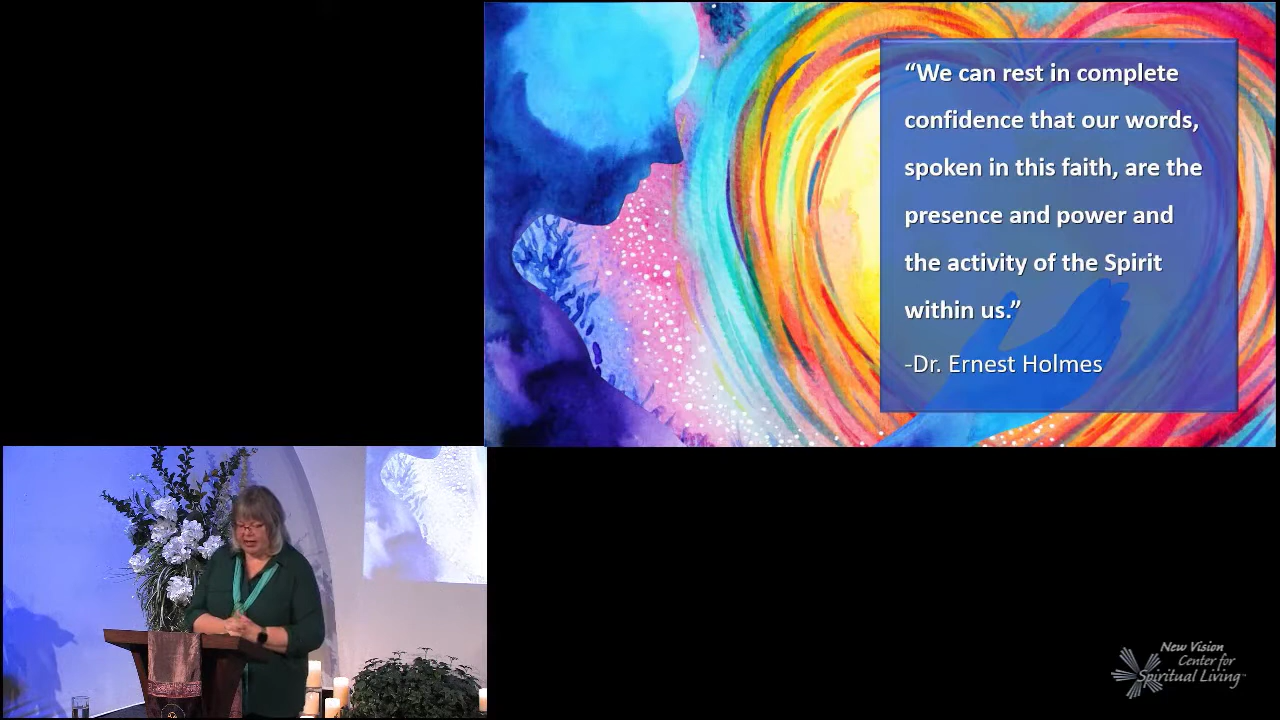 “We can rest in complete
confidence that our words,
spoken in this faith, are the
presence and power and
the activity of the Spirit
within us.”
-Dr. Ernest Holmes
New Vision
Center for
Spiritual Living™